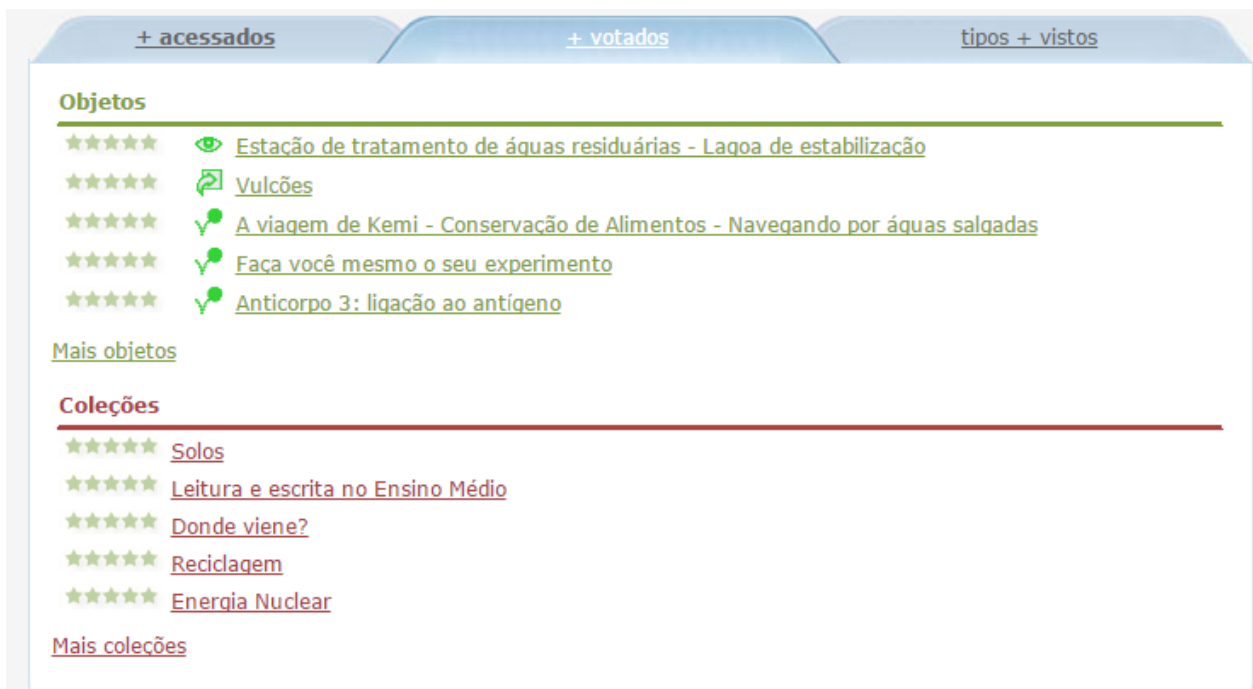 + acessados + votados tipos + vistos
Objetos
Estação de tratamento de águas residuárias - Lagoa de estabilização
Vulcões
A viagem de Kemi - Conservação de Alimentos - Navegando por águas salgadas
Faça você mesmo o seu experimento
Anticorpo 3: ligação ao antígeno
Mais objetos
Coleções
Solos
Leitura e escrita no Ensino Médio
Donde viene?
Reciclagem
Energia Nuclear
Mais coleções